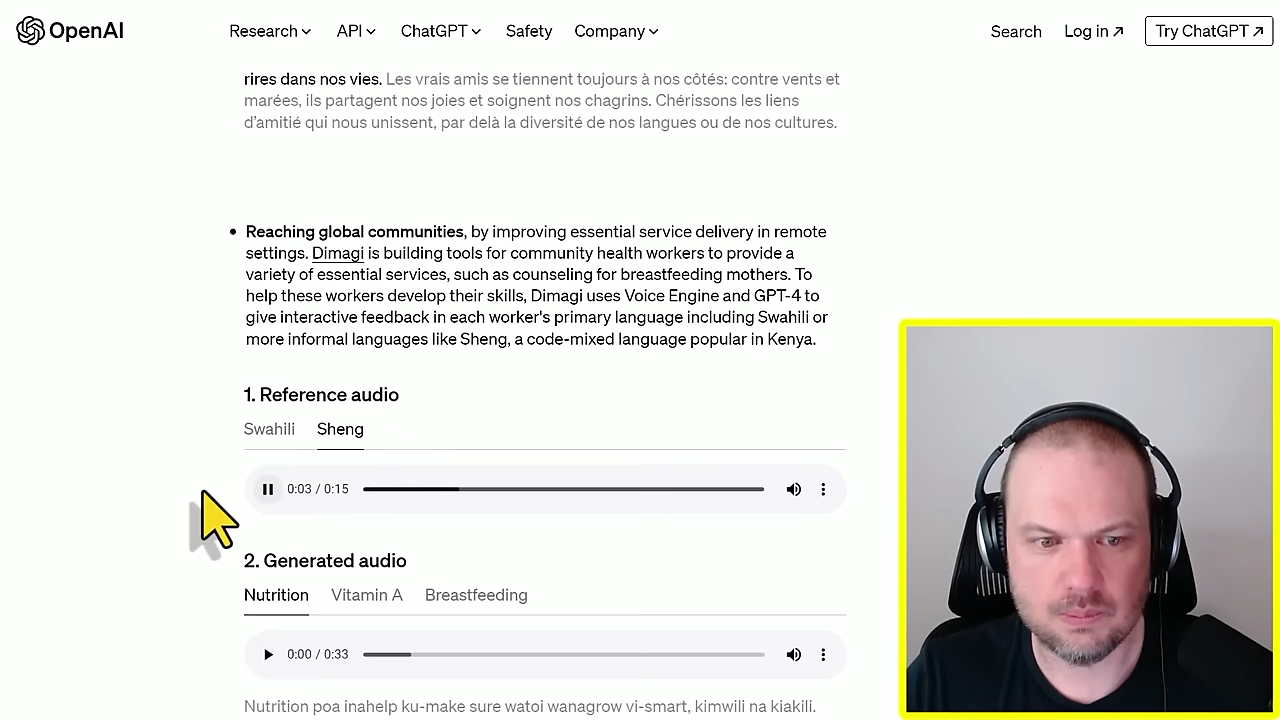 OpenAI Research API ChatGPT Safety Company Search Log in ↗ Try ChatGPT ↗
rires dans nos vies. Les vrais amis se tiennent toujours à nos côtés: contre vents et
marées, ils partagent nos joies et soignent nos chagrins. Chérissons les liens
d’amitié qui nous unissent, par delà la diversité de nos langues ou de nos cultures.
• Reaching global communities, by improving essential service delivery in remote
settings. Dimagi is building tools for community health workers to provide a
variety of essential services, such as counseling for breastfeeding mothers. To
help these workers develop their skills, Dimagi uses Voice Engine and GPT-4 to
give interactive feedback in each worker's primary language including Swahili or
more informal languages like Sheng, a code-mixed language popular in Kenya.
1. Reference audio
Swahili Sheng
0:03 / 0:15
2. Generated audio
Nutrition Vitamin A Breastfeeding
0:00 / 0:33
Nutrition poa inahelp ku-make sure watoi wanagrow vi-smart, kimwili na kiakili.